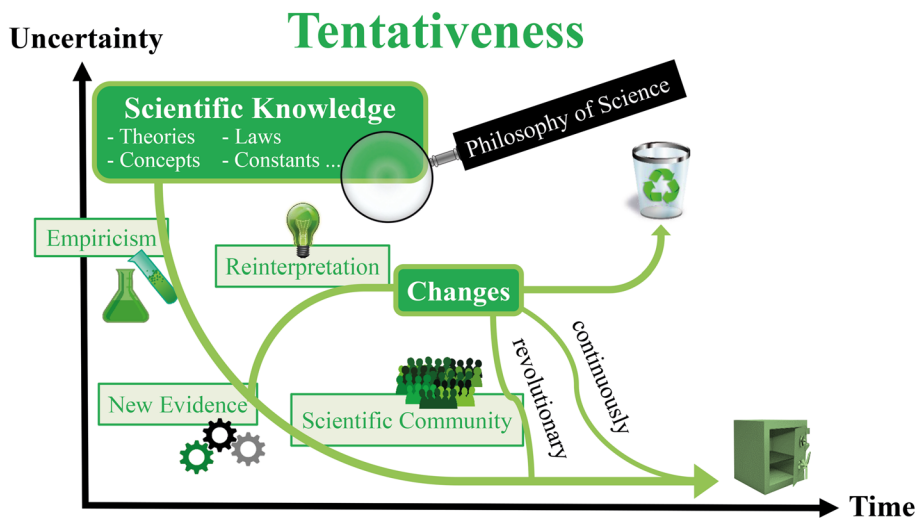 Tentativeness
Uncertainty
Scientific Knowledge
- Theories - Laws
- Concepts - Constants ...
Philosophy of Science
Empiricism
Reinterpretation
Changes
revolutionary
continuously
New Evidence
Scientific Community
Time